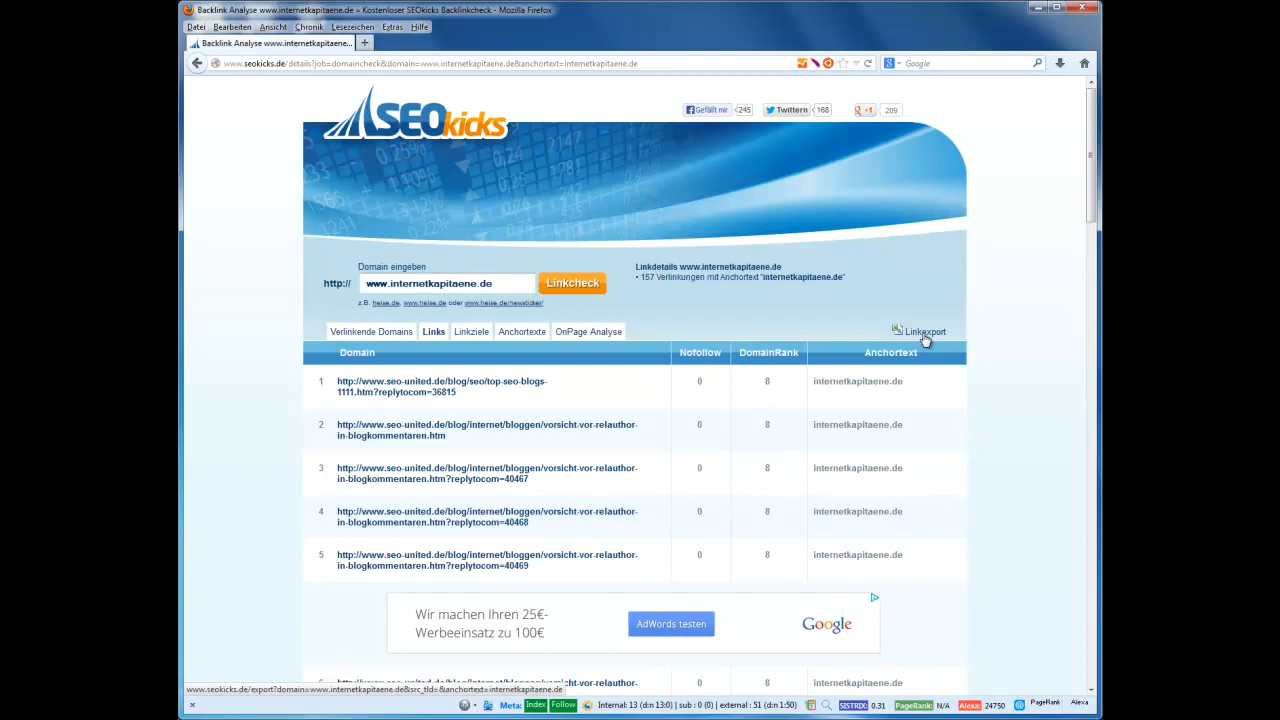 Backlink Analyse www.internetkapitaene.de » Kostenloser SEOkicks Backlinkcheck - Mozilla Firefox
Datei Bearbeiten Ansicht Chronik Lesezeichen Extras Hilfe
Backlink Analyse www.internetkapitaene... +
www.seokicks.de/details?job=domaincheck&domain=www.internetkapitaene.de&anchortext=internetkapitaene.de
Google
SEOkicks
Gefällt mir 245 Twittern 168 +1 209
Domain eingeben
http:// www.internetkapitaene.de Linkcheck
z.B. heise.de, www.heise.de oder www.heise.de/newsticker/
Linkdetails www.internetkapitaene.de
• 157 Verlinkungen mit Anchortext "internetkapitaene.de"
Verlinkende Domains Links Linkziele Anchortexte OnPage Analyse Linkexport
Domain Nofollow DomainRank Anchortext
1 http://www.seo-united.de/blog/seo/top-seo-blogs-
1111.htm?replytocom=36815 0 8 internetkapitaene.de
2 http://www.seo-united.de/blog/internet/bloggen/vorsicht-vor-relauthor-
in-blogkommentaren.htm 0 8 internetkapitaene.de
3 http://www.seo-united.de/blog/internet/bloggen/vorsicht-vor-relauthor-
in-blogkommentaren.htm?replytocom=40467 0 8 internetkapitaene.de
4 http://www.seo-united.de/blog/internet/bloggen/vorsicht-vor-relauthor-
in-blogkommentaren.htm?replytocom=40468 0 8 internetkapitaene.de
5 http://www.seo-united.de/blog/internet/bloggen/vorsicht-vor-relauthor-
in-blogkommentaren.htm?replytocom=40469 0 8 internetkapitaene.de
Wir machen Ihren 25€-
Werbeeinsatz zu 100€
AdWords testen
Google
0 8 internetkapitaene.de
www.seokicks.de/export?domain=www.internetkapitaene.de&src_tld=&anchortext=internetkapitaene.de
Meta: Index Follow Internal: 13 (d:n 13:0) | sub : 0 (0) | external : 51 (d:n 1:50) SISTRIX: 0.31 PageRank: N/A Alexa: 24750 PageRank Alexa